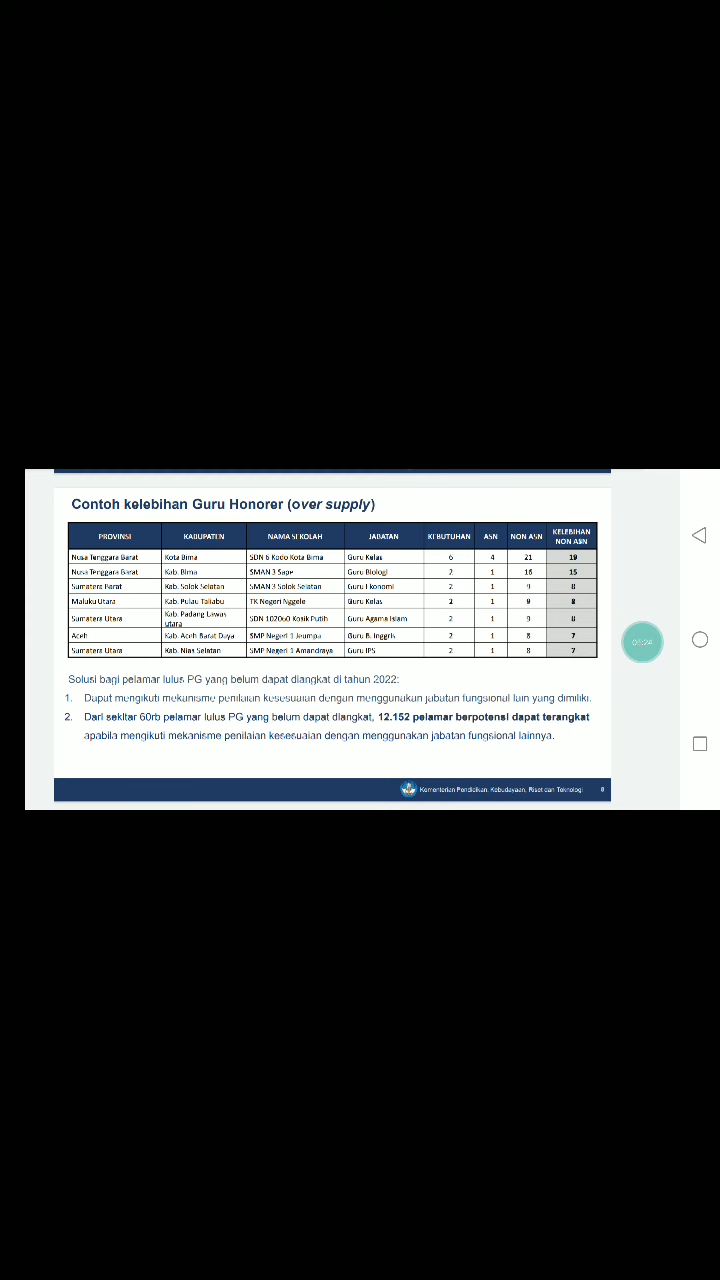 Contoh kelebihan Guru Honorer (over supply)
PROVINSI KABUPATEN NAMA SEKOLAH JABATAN KEBUTUHAN ASN NON ASN KELEBIHAN NON ASN
Nusa Tenggara Barat Kota Bima SDN 6 Kodo Kota Bima Guru Kelas 6 4 21 19
Nusa Tenggara Barat Kab. Bima SMAN 3 Sape Guru Biologi 2 1 16 15
Sumatera Barat Kab. Solok Selatan SMAN 3 Solok Selatan Guru Ekonomi 2 1 9 8
Maluku Utara Kab. Pulau Taliabu TK Negeri Nggele Guru Kelas 2 1 9 8
Sumatera Utara Kab. Padang Lawas Utara SDN Kosik Putih Guru Agama Islam 2 1 9 8
Aceh Kab. Aceh Barat Daya SMP Negeri 1 Jeumpa Guru B. Inggris 2 1 8 7
Sumatera Utara Kab. Nias Selatan SMP Negeri 1 Amandraya Guru IPS 2 1 8 7
Solusi bagi pelamar lulus PG yang belum dapat diangkat di tahun 2022:
1. Dapat mengikuti mekanisme penilaian kesesuaian dengan menggunakan jabatan fungsional lain yang dimiliki.
2. Dari sekitar 60rb pelamar lulus PG yang belum dapat diangkat, 12.152 pelamar berpotensi dapat terangkat
apabila mengikuti mekanisme penilaian kesesuaian dengan menggunakan jabatan fungsional lainnya.
Kementerian Pendidikan, Kebudayaan, Riset dan Teknologi 8